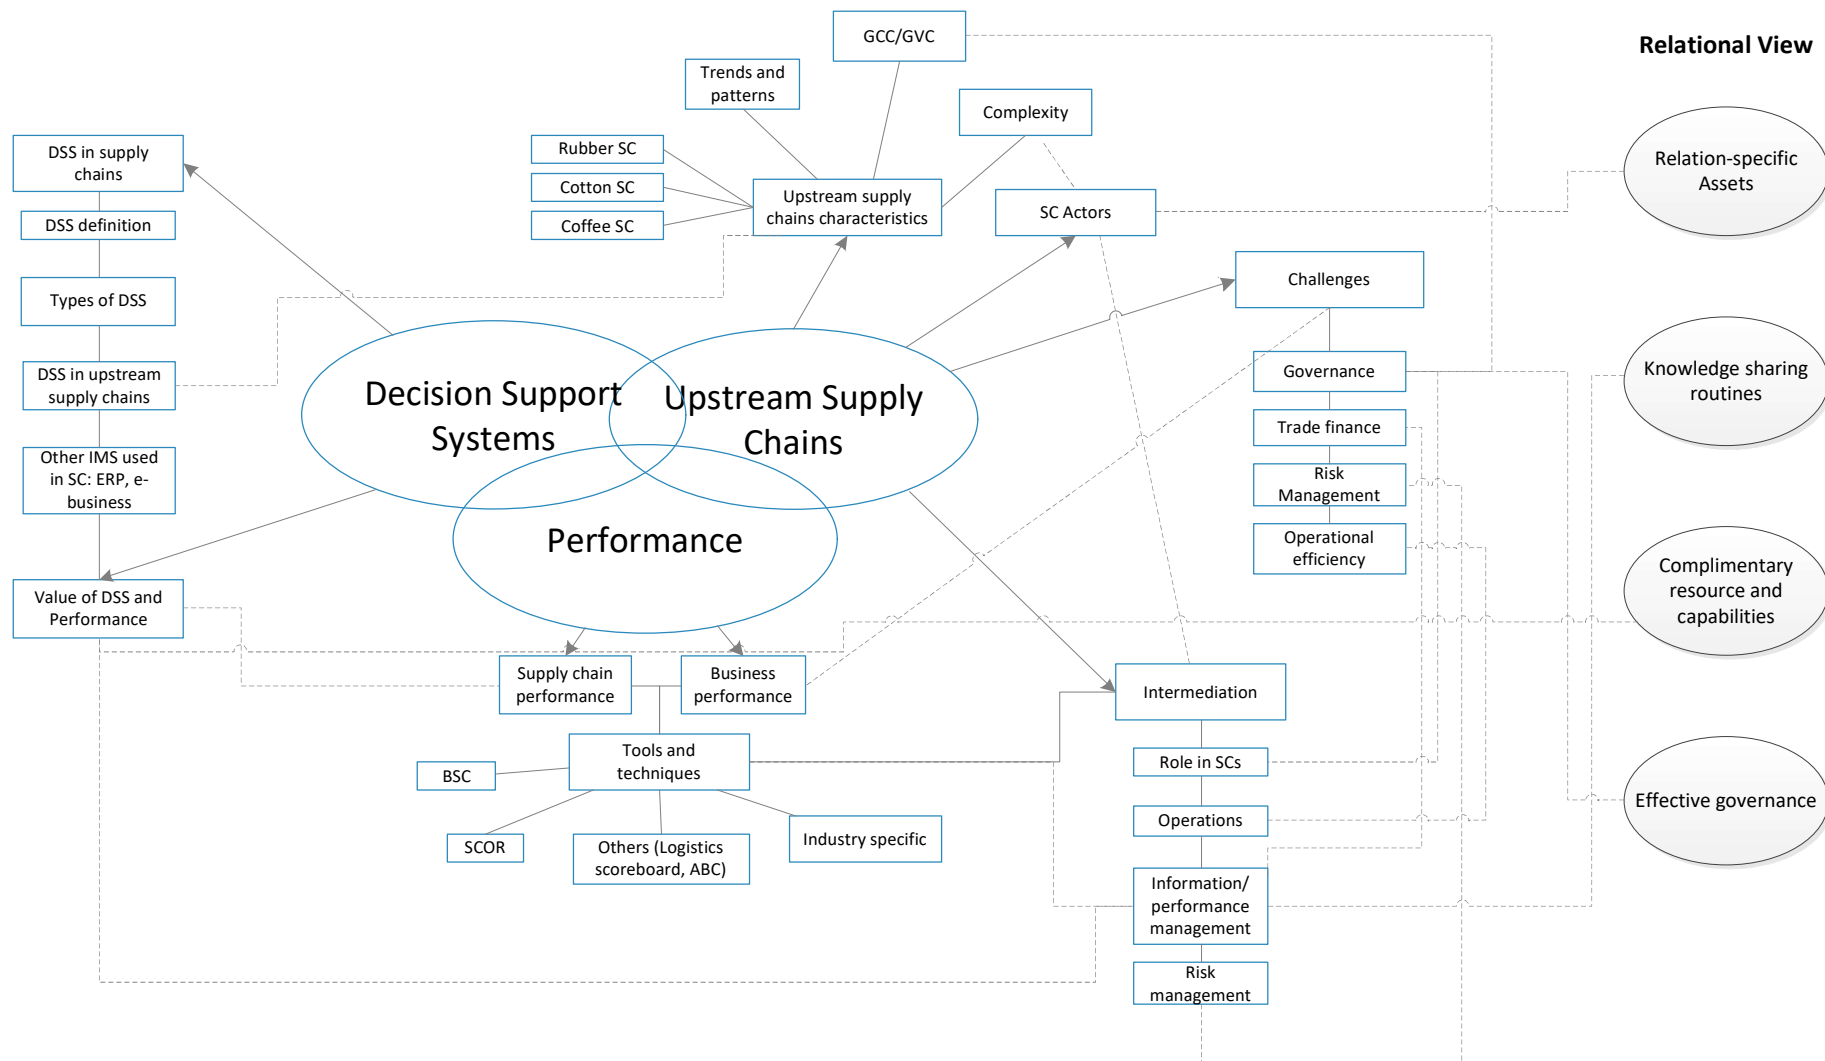 GCC/GVC
Relational View
Trends and
patterns
Complexity
DSS in supply
chains
Rubber SC
Cotton SC
Coffee SC
Upstream supply
chains characteristics
SC Actors
Relation-specific
Assets
DSS definition
Types of DSS
Challenges
DSS in upstream
supply chains
Decision Support
Systems
Upstream Supply
Chains
Governance
Knowledge sharing
routines
Trade finance
Other IMS used
in SC: ERP, e-
business
Risk
Management
Performance
Operational
efficiency
Value of DSS and
Performance
Complimentary
resource and
capabilities
Supply chain
performance
Business
performance
Intermediation
Tools and
techniques
BSC
Role in SCs
Effective governance
SCOR
Others (Logistics
scoreboard, ABC)
Industry specific
Operations
Information/
performance
management
Risk
management